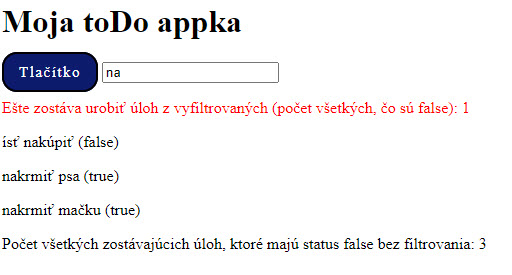 Moja toDo appka
Tlačítko na
Ešte zostáva urobiť úloh z vyfiltrovaných (počet všetkých, čo sú false): 1
ísť nakúpiť (false)
nakrmiť psa (true)
nakrmiť mačku (true)
Počet všetkých zostávajúcich úloh, ktoré majú status false bez filtrovania: 3